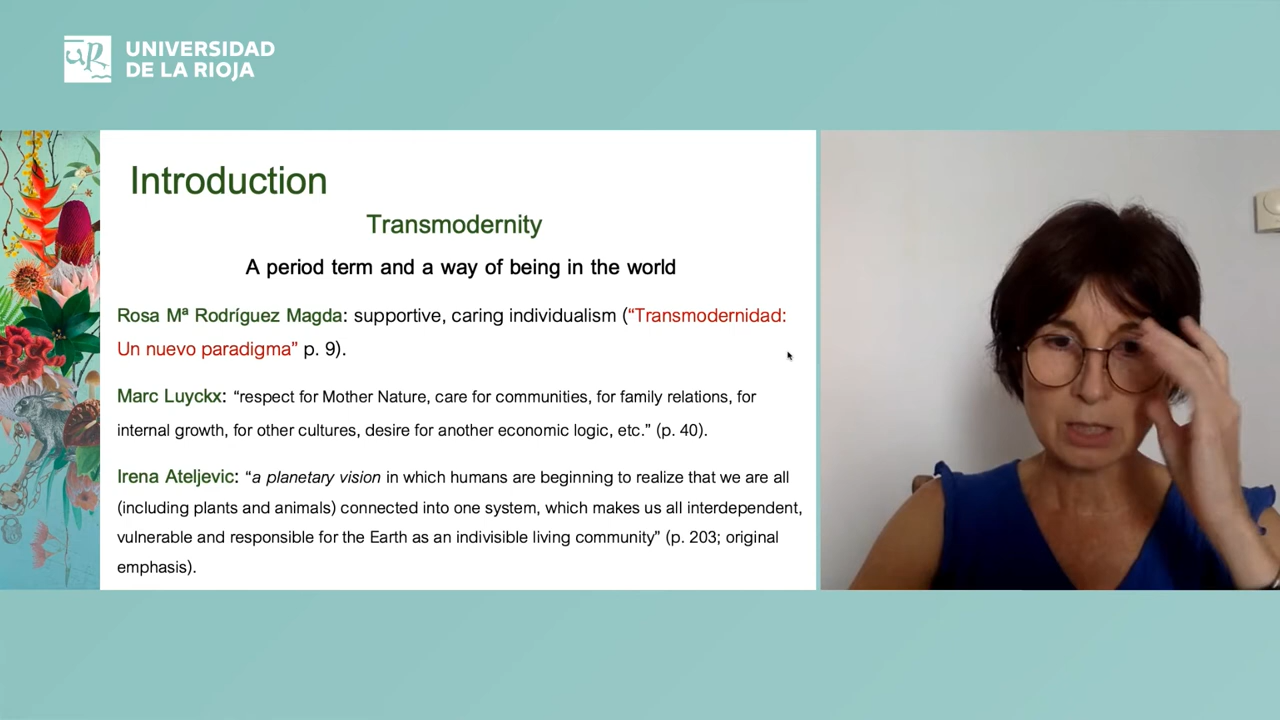 UNIVERSIDAD
DE LA RIOJA
Introduction
Transmodernity
A period term and a way of being in the world
Rosa Mª Rodríguez Magda: supportive, caring individualism (“Transmodernidad:
Un nuevo paradigma” p. 9).
Marc Luyckx: “respect for Mother Nature, care for communities, for family relations, for
internal growth, for other cultures, desire for another economic logic, etc.” (p. 40).
Irena Ateljevic: “a planetary vision in which humans are beginning to realize that we are all
(including plants and animals) connected into one system, which makes us all interdependent,
vulnerable and responsible for the Earth as an indivisible living community” (p. 203; original
emphasis).